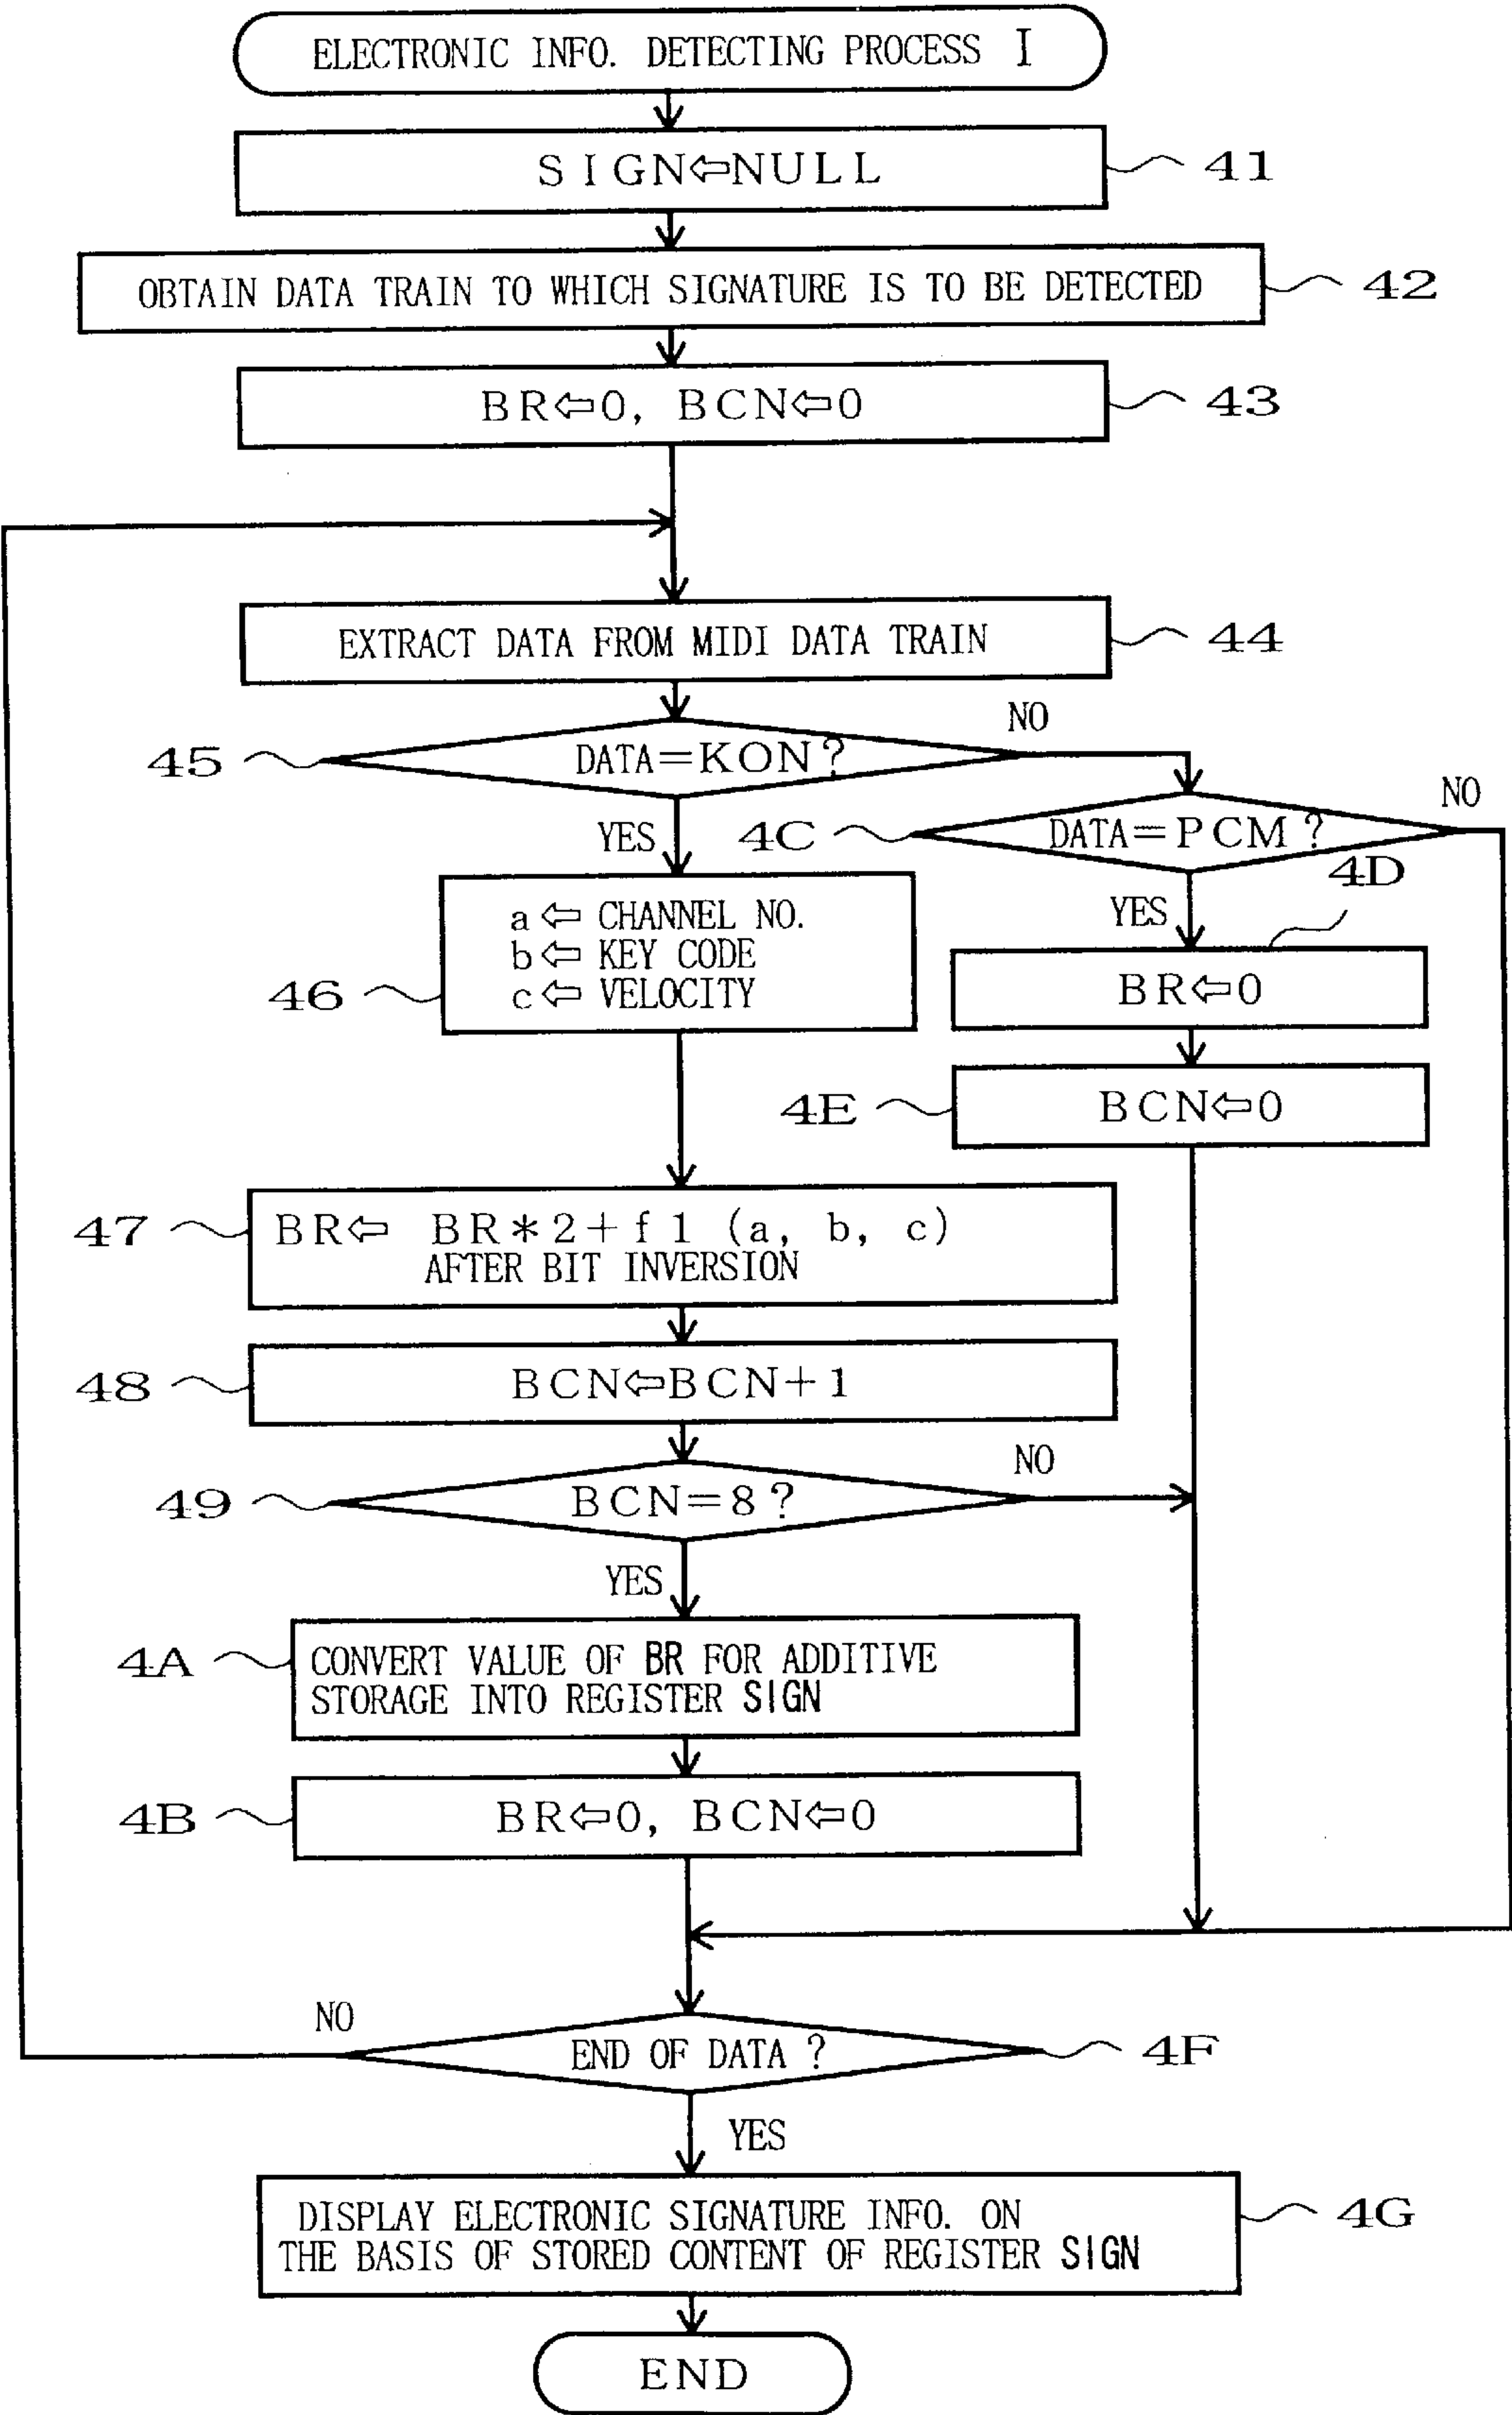 ELECTRONIC INFO. DETECTING PROCESS I
SIGN⇦NULL
41
OBTAIN DATA TRAIN TO WHICH SIGNATURE IS TO BE DETECTED
42
BR⇦0, BCN⇦0
43
EXTRACT DATA FROM MIDI DATA TRAIN
44
45
DATA=KON?
NO
YES
4C
DATA=PCM?
NO
4D
YES
a⇦ CHANNEL NO.
b⇦ KEY CODE
c⇦ VELOCITY
46
BR⇦0
4E
BCN⇦0
47
BR⇦ BR*2+f1 (a, b, c)
AFTER BIT INVERSION
48
BCN⇦BCN+1
49
BCN=8?
NO
YES
4A
CONVERT VALUE OF BR FOR ADDITIVE
STORAGE INTO REGISTER SIGN
4B
BR⇦0, BCN⇦0
NO
END OF DATA ?
4F
YES
DISPLAY ELECTRONIC SIGNATURE INFO. ON
THE BASIS OF STORED CONTENT OF REGISTER SIGN
4G
END